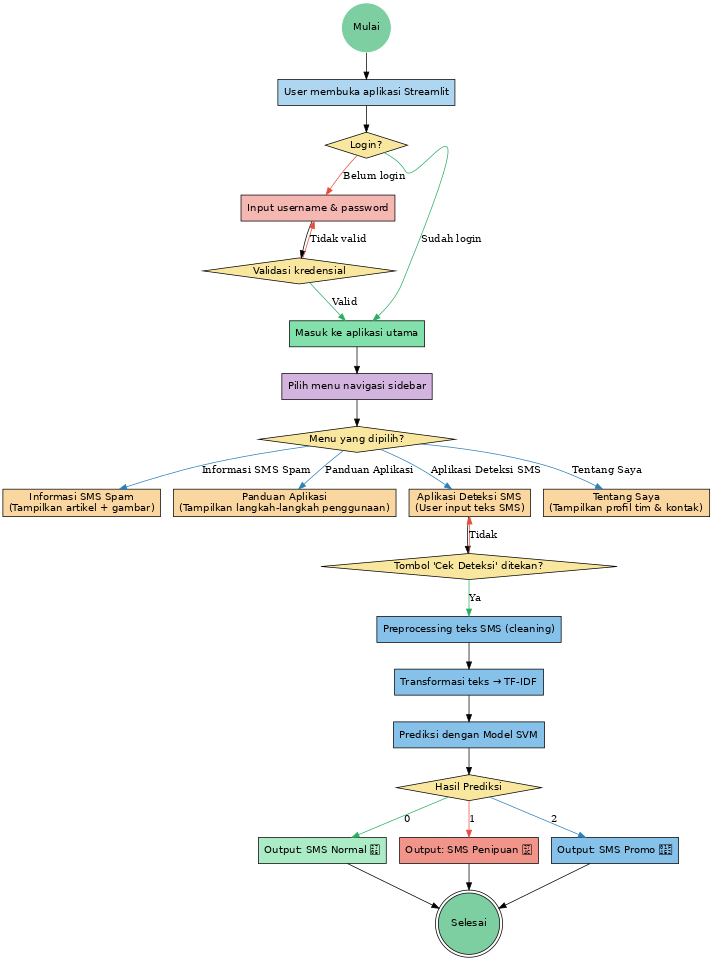 Mulai
User membuka aplikasi Streamlit
Login?
Belum login
Input username & password
Tidak valid
Sudah login
Validasi kredensial
Valid
Masuk ke aplikasi utama
Pilih menu navigasi sidebar
Menu yang dipilih?
Informasi SMS Spam
Panduan Aplikasi
Aplikasi Deteksi SMS
Tentang Saya
Informasi SMS Spam
(Tampilkan artikel + gambar)
Panduan Aplikasi
(Tampilkan langkah-langkah penggunaan)
Aplikasi Deteksi SMS
(User input teks SMS)
Tentang Saya
(Tampilkan profil tim & kontak)
Tidak
Tombol 'Cek Deteksi' ditekan?
Ya
Preprocessing teks SMS (cleaning)
Transformasi teks → TF-IDF
Prediksi dengan Model SVM
Hasil Prediksi
0
1
2
Output: SMS Normal
Output: SMS Penipuan
Output: SMS Promo
Selesai